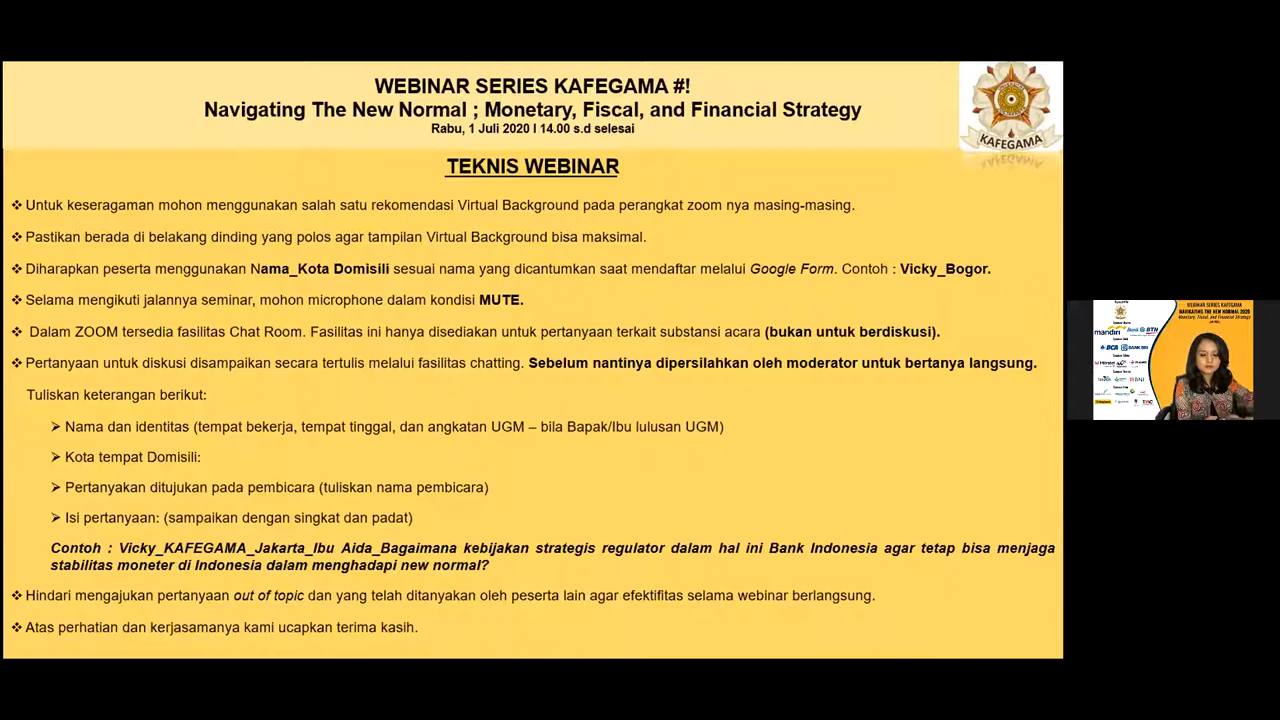 WEBINAR SERIES KAFEGAMA #!
Navigating The New Normal ; Monetary, Fiscal, and Financial Strategy
Rabu, 1 Juli 2020 I 14.00 s.d selesai
KAFEGAMA
TEKNIS WEBINAR
❖ Untuk keseragaman mohon menggunakan salah satu rekomendasi Virtual Background pada perangkat zoom nya masing-masing.
❖ Pastikan berada di belakang dinding yang polos agar tampilan Virtual Background bisa maksimal.
❖ Diharapkan peserta menggunakan Nama_Kota Domisili sesuai nama yang dicantumkan saat mendaftar melalui Google Form. Contoh : Vicky_Bogor.
❖ Selama mengikuti jalannya seminar, mohon microphone dalam kondisi MUTE.
❖ Dalam ZOOM tersedia fasilitas Chat Room. Fasilitas ini hanya disediakan untuk pertanyaan terkait substansi acara (bukan untuk berdiskusi).
❖ Pertanyaan untuk diskusi disampaikan secara tertulis melalui fasilitas chatting. Sebelum nantinya dipersilahkan oleh moderator untuk bertanya langsung.
Tuliskan keterangan berikut:
➢ Nama dan identitas (tempat bekerja, tempat tinggal, dan angkatan UGM – bila Bapak/Ibu lulusan UGM)
➢ Kota tempat Domisili:
➢ Pertanyakan ditujukan pada pembicara (tuliskan nama pembicara)
➢ Isi pertanyaan: (sampaikan dengan singkat dan padat)
Contoh : Vicky_KAFEGAMA_Jakarta_Ibu Aida_Bagaimana kebijakan strategis regulator dalam hal ini Bank Indonesia agar tetap bisa menjaga
stabilitas moneter di Indonesia dalam menghadapi new normal?
❖ Hindari mengajukan pertanyaan out of topic dan yang telah ditanyakan oleh peserta lain agar efektifitas selama webinar berlangsung.
❖ Atas perhatian dan kerjasamanya kami ucapkan terima kasih.
WEBINAR SERIES KAFEGAMA
NAVIGATING THE NEW NORMAL 2020
Monetary, Fiscal, and Financial Strategy
mandiri
Bank BTN
BCA
BANK BRI
BNI